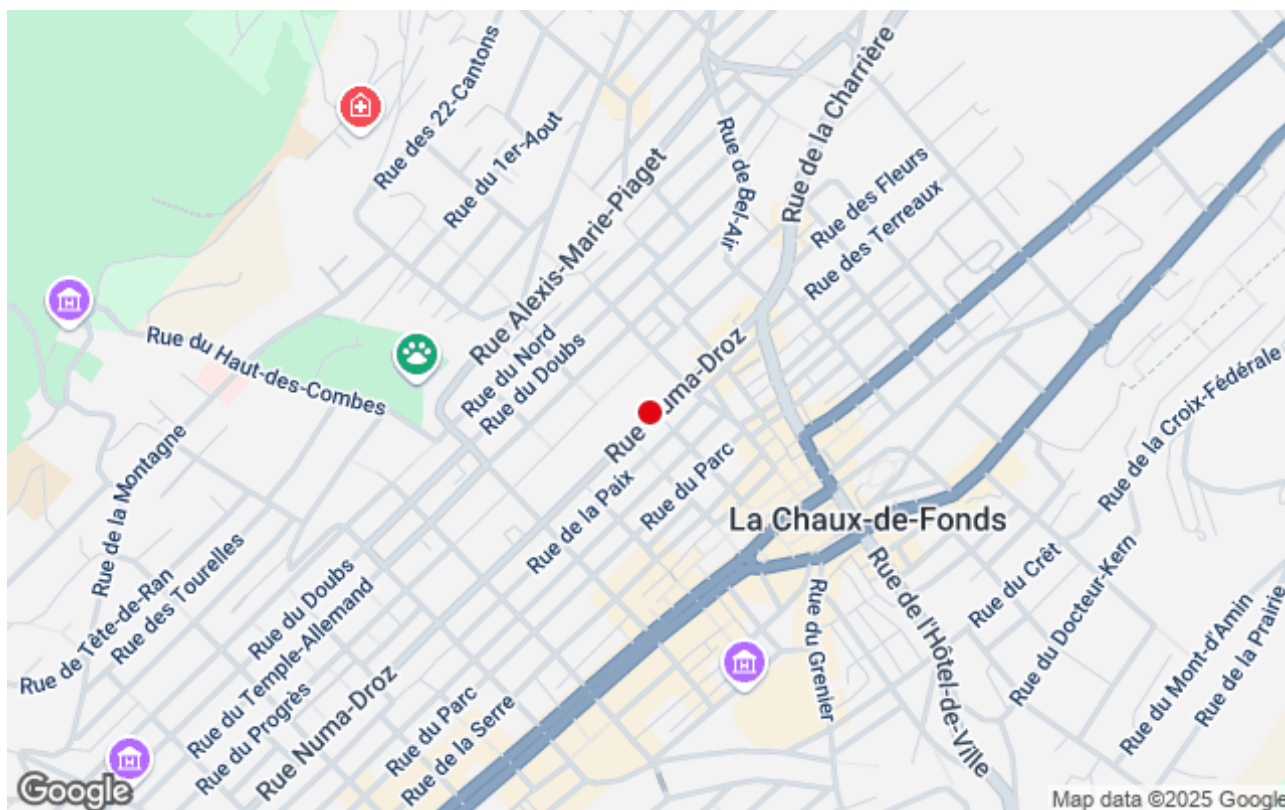 Rue de la Charrière
Rue des 22-Cantons
Rue du 1er-Aout
Rue de Bel-Air
Rue des Fleurs
Rue Alexis-Marie-Piaget
Rue des Terreaux
Rue du Haut-des-Combes
Rue du Nord
Rue du Doubs
Rue Numa-Droz
Rue de la Croix-Fédérale
Rue de la Montagne
Rue de la Paix
Rue du Parc
La Chaux-de-Fonds
Rue de Tête-de-Ran
Rue des Tourelles
Rue du Doubs
Rue du Temple-Allemand
Rue du Progrès
Rue Numa-Droz
Rue du Parc
Rue de la Serre
Rue du Grenier
Rue de l'Hôtel-de-Ville
Rue du Crêt
Rue du Docteur-Kern
Rue du Mont-d'Amin
Rue de la Prairie
Google
Map data ©2025 Google